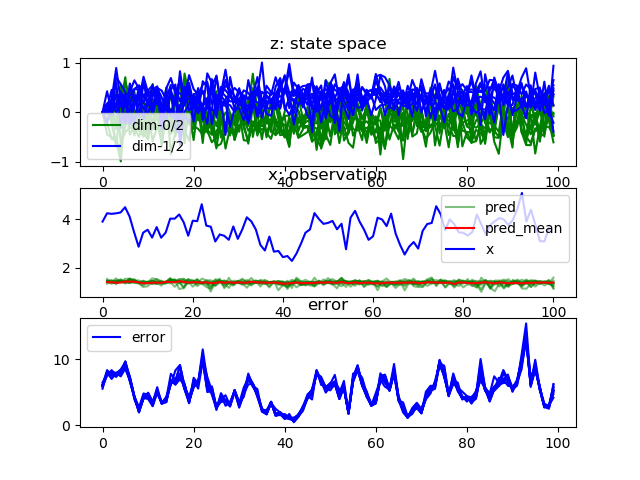 z: state space
1
0
−1
dim-0/2
dim-1/2
0 20 40 60 80 100
x: observation
4
2
pred
pred_mean
x
0 20 40 60 80 100
error
10
0
error
0 20 40 60 80 100